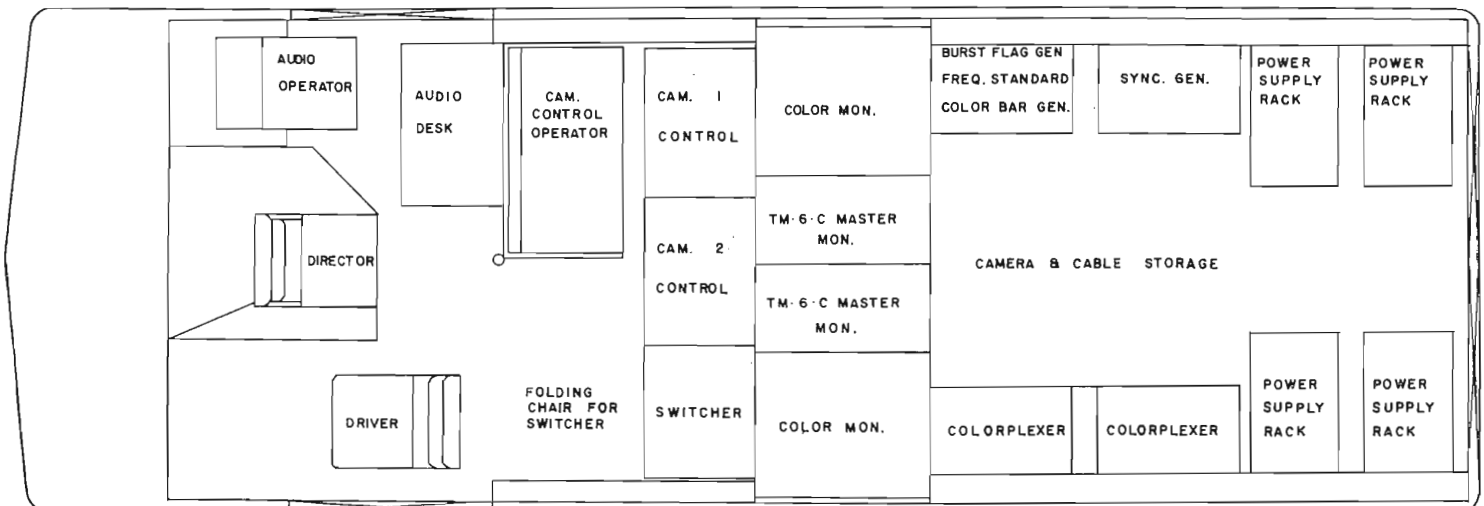 AUDIO
OPERATOR
AUDIO
DESK
CAM.
CONTROL
OPERATOR
CAM. 1
CONTROL
COLOR MON.
BURST FLAG GEN
FREQ. STANDARD
COLOR BAR GEN.
SYNC. GEN.
POWER
SUPPLY
RACK
POWER
SUPPLY
RACK
DIRECTOR
CAM. 2
CONTROL
TM-6-C MASTER
MON.
TM-6-C MASTER
MON.
CAMERA & CABLE STORAGE
DRIVER
FOLDING
CHAIR FOR
SWITCHER
SWITCHER
COLOR MON.
COLORPLEXER
COLORPLEXER
POWER
SUPPLY
RACK
POWER
SUPPLY
RACK